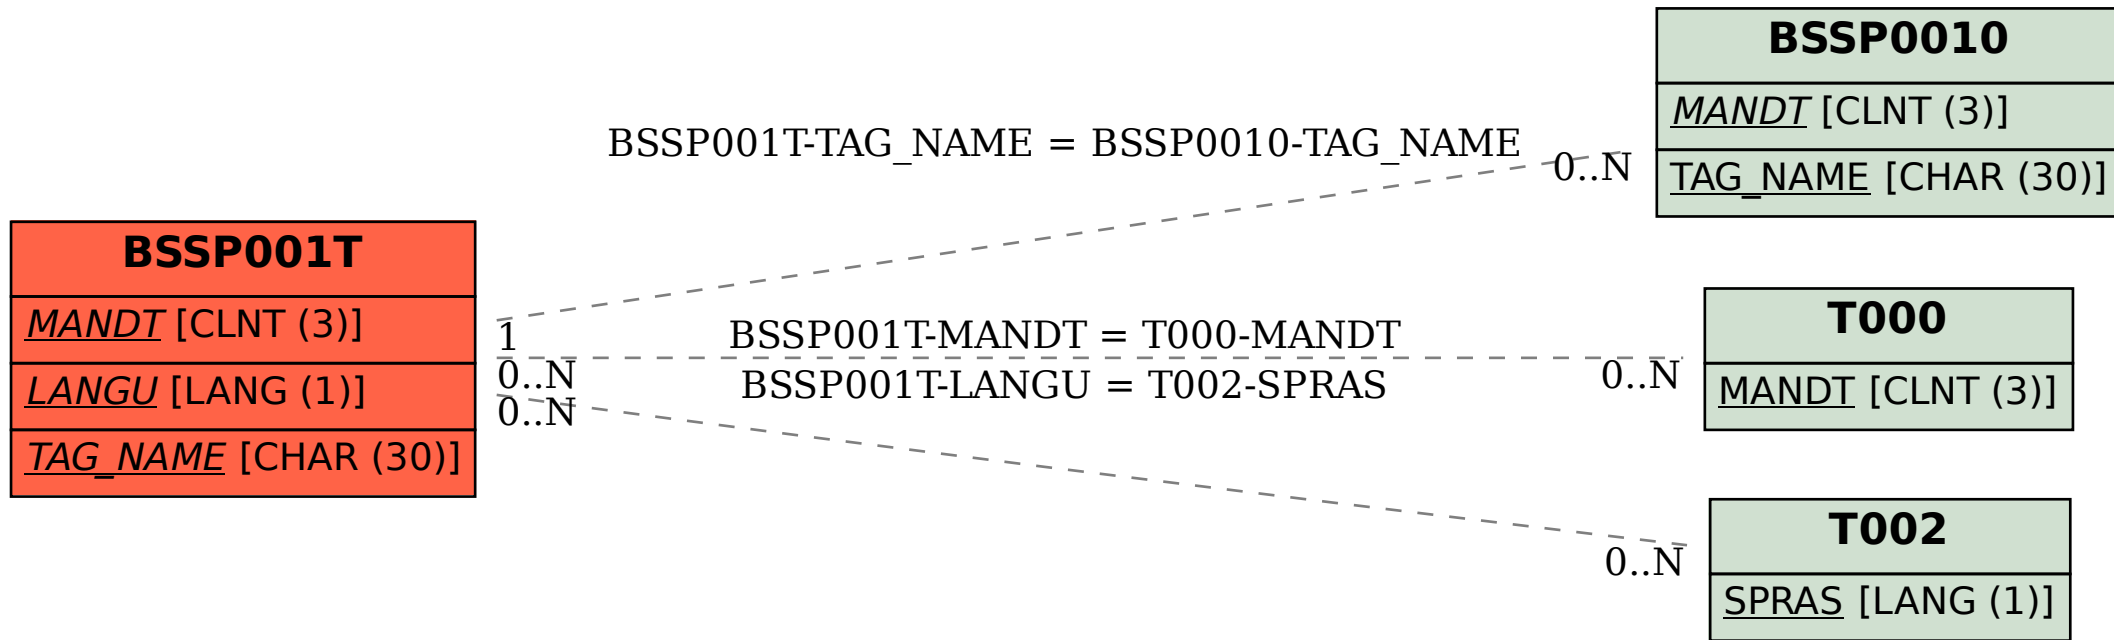 BSSP001T
MANDT [CLNT (3)]
LANGU [LANG (1)]
TAG_NAME [CHAR (30)]
BSSP001T-TAG_NAME = BSSP0010-TAG_NAME
1
0..N
BSSP001T-MANDT = T000-MANDT
0..N
0..N
BSSP001T-LANGU = T002-SPRAS
0..N
0..N
BSSP0010
MANDT [CLNT (3)]
TAG_NAME [CHAR (30)]
T000
MANDT [CLNT (3)]
T002
SPRAS [LANG (1)]